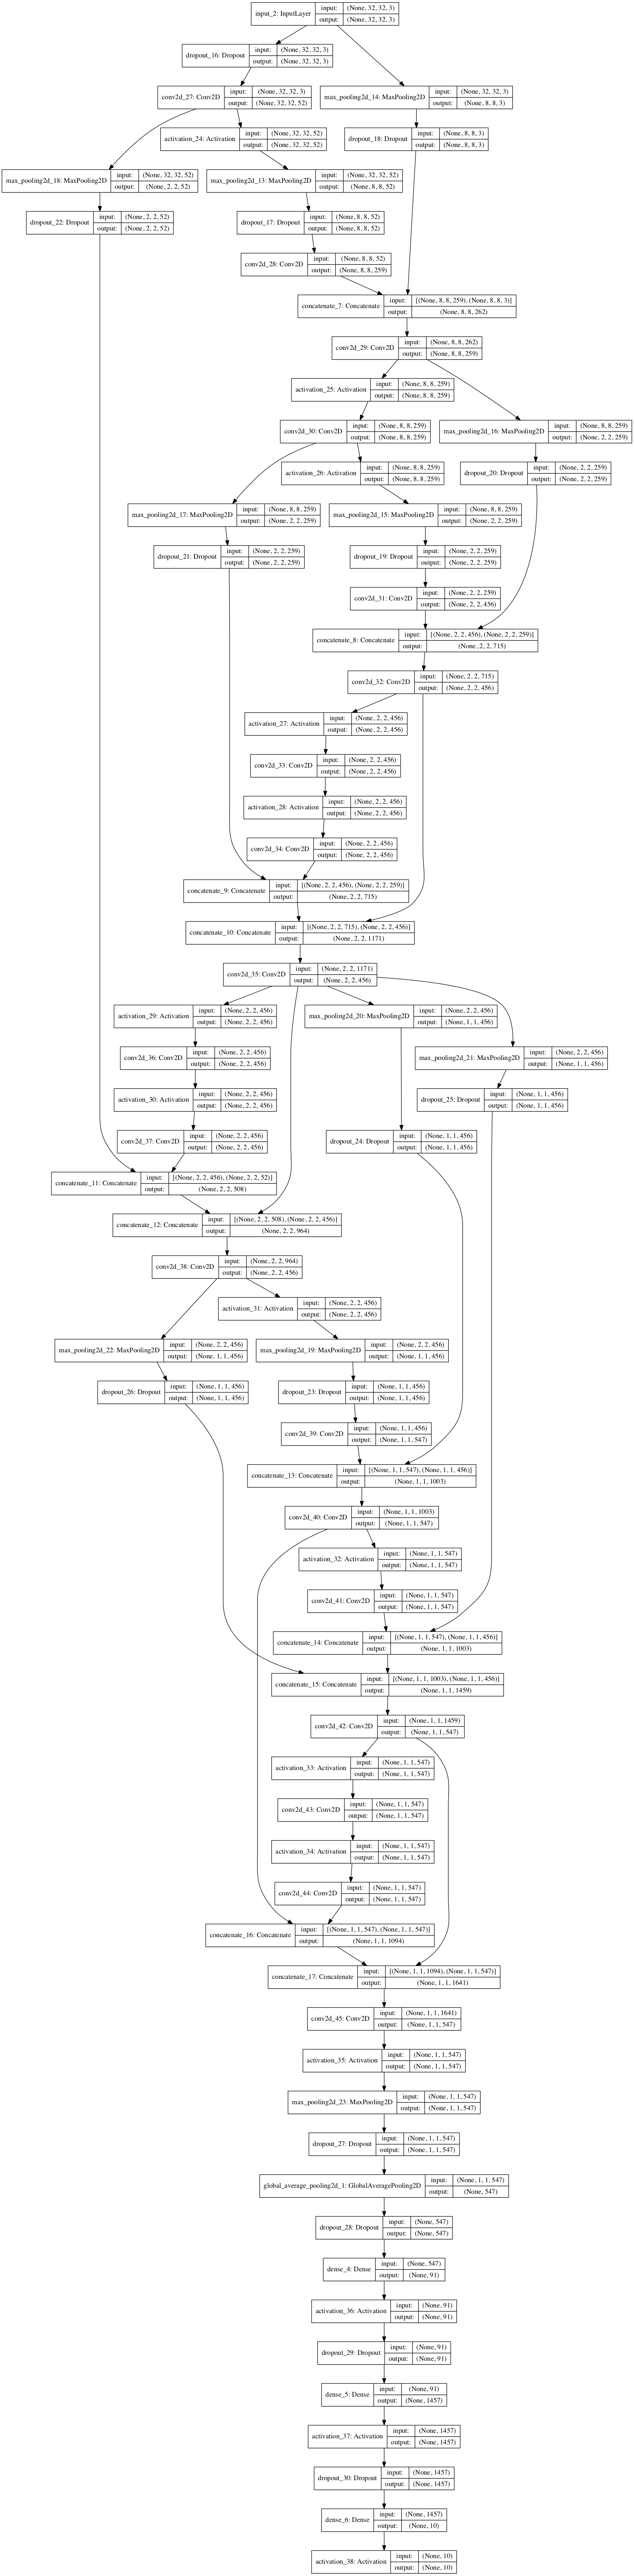 input_2: InputLayer
input: (None, 32, 32, 3)
output: (None, 32, 32, 3)
dropout_16: Dropout
input: (None, 32, 32, 3)
output: (None, 32, 32, 3)
conv2d_27: Conv2D
input: (None, 32, 32, 3)
output: (None, 32, 32, 52)
max_pooling2d_14: MaxPooling2D
input: (None, 32, 32, 3)
output: (None, 8, 8, 3)
activation_24: Activation
input: (None, 32, 32, 52)
output: (None, 32, 32, 52)
dropout_18: Dropout
input: (None, 8, 8, 3)
output: (None, 8, 8, 3)
max_pooling2d_18: MaxPooling2D
input: (None, 32, 32, 52)
output: (None, 2, 2, 52)
max_pooling2d_13: MaxPooling2D
input: (None, 32, 32, 52)
output: (None, 8, 8, 52)
dropout_22: Dropout
input: (None, 2, 2, 52)
output: (None, 2, 2, 52)
dropout_17: Dropout
input: (None, 8, 8, 52)
output: (None, 8, 8, 52)
conv2d_28: Conv2D
input: (None, 8, 8, 52)
output: (None, 8, 8, 259)
concatenate_7: Concatenate
input: [(None, 8, 8, 259), (None, 8, 8, 3)]
output: (None, 8, 8, 262)
conv2d_29: Conv2D
input: (None, 8, 8, 262)
output: (None, 8, 8, 259)
activation_25: Activation
input: (None, 8, 8, 259)
output: (None, 8, 8, 259)
conv2d_30: Conv2D
input: (None, 8, 8, 259)
output: (None, 8, 8, 259)
max_pooling2d_16: MaxPooling2D
input: (None, 8, 8, 259)
output: (None, 2, 2, 259)
activation_26: Activation
input: (None, 8, 8, 259)
output: (None, 8, 8, 259)
dropout_20: Dropout
input: (None, 2, 2, 259)
output: (None, 2, 2, 259)
max_pooling2d_17: MaxPooling2D
input: (None, 8, 8, 259)
output: (None, 2, 2, 259)
max_pooling2d_15: MaxPooling2D
input: (None, 8, 8, 259)
output: (None, 2, 2, 259)
dropout_21: Dropout
input: (None, 2, 2, 259)
output: (None, 2, 2, 259)
dropout_19: Dropout
input: (None, 2, 2, 259)
output: (None, 2, 2, 259)
conv2d_31: Conv2D
input: (None, 2, 2, 259)
output: (None, 2, 2, 456)
concatenate_8: Concatenate
input: [(None, 2, 2, 456), (None, 2, 2, 259)]
output: (None, 2, 2, 715)
conv2d_32: Conv2D
input: (None, 2, 2, 715)
output: (None, 2, 2, 456)
activation_27: Activation
input: (None, 2, 2, 456)
output: (None, 2, 2, 456)
conv2d_33: Conv2D
input: (None, 2, 2, 456)
output: (None, 2, 2, 456)
activation_28: Activation
input: (None, 2, 2, 456)
output: (None, 2, 2, 456)
conv2d_34: Conv2D
input: (None, 2, 2, 456)
output: (None, 2, 2, 456)
concatenate_9: Concatenate
input: [(None, 2, 2, 456), (None, 2, 2, 259)]
output: (None, 2, 2, 715)
concatenate_10: Concatenate
input: [(None, 2, 2, 715), (None, 2, 2, 456)]
output: (None, 2, 2, 1171)
conv2d_35: Conv2D
input: (None, 2, 2, 1171)
output: (None, 2, 2, 456)
activation_29: Activation
input: (None, 2, 2, 456)
output: (None, 2, 2, 456)
max_pooling2d_20: MaxPooling2D
input: (None, 2, 2, 456)
output: (None, 1, 1, 456)
conv2d_36: Conv2D
input: (None, 2, 2, 456)
output: (None, 2, 2, 456)
max_pooling2d_21: MaxPooling2D
input: (None, 2, 2, 456)
output: (None, 1, 1, 456)
activation_30: Activation
input: (None, 2, 2, 456)
output: (None, 2, 2, 456)
dropout_25: Dropout
input: (None, 1, 1, 456)
output: (None, 1, 1, 456)
conv2d_37: Conv2D
input: (None, 2, 2, 456)
output: (None, 2, 2, 456)
dropout_24: Dropout
input: (None, 1, 1, 456)
output: (None, 1, 1, 456)
concatenate_11: Concatenate
input: [(None, 2, 2, 456), (None, 2, 2, 52)]
output: (None, 2, 2, 508)
concatenate_12: Concatenate
input: [(None, 2, 2, 508), (None, 2, 2, 456)]
output: (None, 2, 2, 964)
conv2d_38: Conv2D
input: (None, 2, 2, 964)
output: (None, 2, 2, 456)
activation_31: Activation
input: (None, 2, 2, 456)
output: (None, 2, 2, 456)
max_pooling2d_22: MaxPooling2D
input: (None, 2, 2, 456)
output: (None, 1, 1, 456)
max_pooling2d_19: MaxPooling2D
input: (None, 2, 2, 456)
output: (None, 1, 1, 456)
dropout_26: Dropout
input: (None, 1, 1, 456)
output: (None, 1, 1, 456)
dropout_23: Dropout
input: (None, 1, 1, 456)
output: (None, 1, 1, 456)
conv2d_39: Conv2D
input: (None, 1, 1, 456)
output: (None, 1, 1, 547)
concatenate_13: Concatenate
input: [(None, 1, 1, 547), (None, 1, 1, 456)]
output: (None, 1, 1, 1003)
conv2d_40: Conv2D
input: (None, 1, 1, 1003)
output: (None, 1, 1, 547)
activation_32: Activation
input: (None, 1, 1, 547)
output: (None, 1, 1, 547)
conv2d_41: Conv2D
input: (None, 1, 1, 547)
output: (None, 1, 1, 547)
concatenate_14: Concatenate
input: [(None, 1, 1, 547), (None, 1, 1, 456)]
output: (None, 1, 1, 1003)
concatenate_15: Concatenate
input: [(None, 1, 1, 1003), (None, 1, 1, 456)]
output: (None, 1, 1, 1459)
conv2d_42: Conv2D
input: (None, 1, 1, 1459)
output: (None, 1, 1, 547)
activation_33: Activation
input: (None, 1, 1, 547)
output: (None, 1, 1, 547)
conv2d_43: Conv2D
input: (None, 1, 1, 547)
output: (None, 1, 1, 547)
activation_34: Activation
input: (None, 1, 1, 547)
output: (None, 1, 1, 547)
conv2d_44: Conv2D
input: (None, 1, 1, 547)
output: (None, 1, 1, 547)
concatenate_16: Concatenate
input: [(None, 1, 1, 547), (None, 1, 1, 547)]
output: (None, 1, 1, 1094)
concatenate_17: Concatenate
input: [(None, 1, 1, 1094), (None, 1, 1, 547)]
output: (None, 1, 1, 1641)
conv2d_45: Conv2D
input: (None, 1, 1, 1641)
output: (None, 1, 1, 547)
activation_35: Activation
input: (None, 1, 1, 547)
output: (None, 1, 1, 547)
max_pooling2d_23: MaxPooling2D
input: (None, 1, 1, 547)
output: (None, 1, 1, 547)
dropout_27: Dropout
input: (None, 1, 1, 547)
output: (None, 1, 1, 547)
global_average_pooling2d_1: GlobalAveragePooling2D
input: (None, 1, 1, 547)
output: (None, 547)
dropout_28: Dropout
input: (None, 547)
output: (None, 547)
dense_4: Dense
input: (None, 547)
output: (None, 91)
activation_36: Activation
input: (None, 91)
output: (None, 91)
dropout_29: Dropout
input: (None, 91)
output: (None, 91)
dense_5: Dense
input: (None, 91)
output: (None, 1457)
activation_37: Activation
input: (None, 1457)
output: (None, 1457)
dropout_30: Dropout
input: (None, 1457)
output: (None, 1457)
dense_6: Dense
input: (None, 1457)
output: (None, 10)
activation_38: Activation
input: (None, 10)
output: (None, 10)